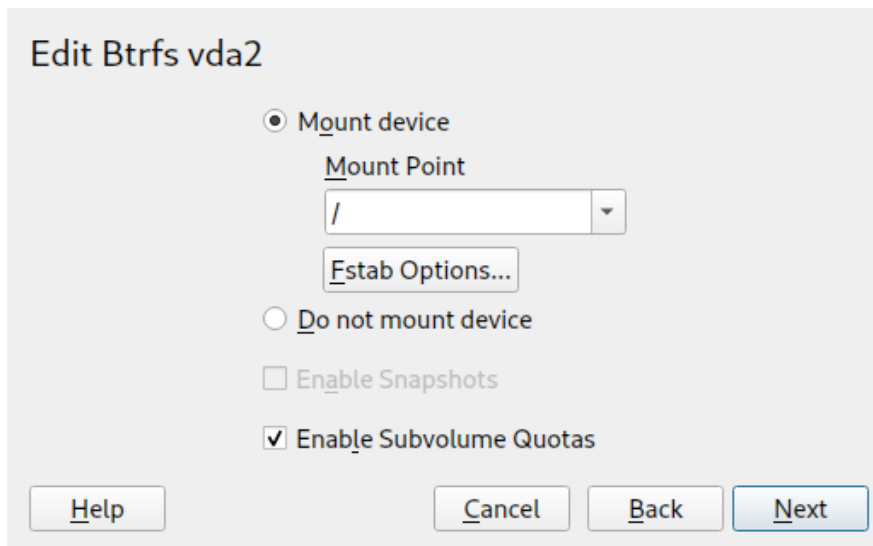 Edit Btrfs vda2
Mount device
Mount Point
/
Fstab Options...
Do not mount device
Enable Snapshots
Enable Subvolume Quotas
Help
Cancel
Back
Next